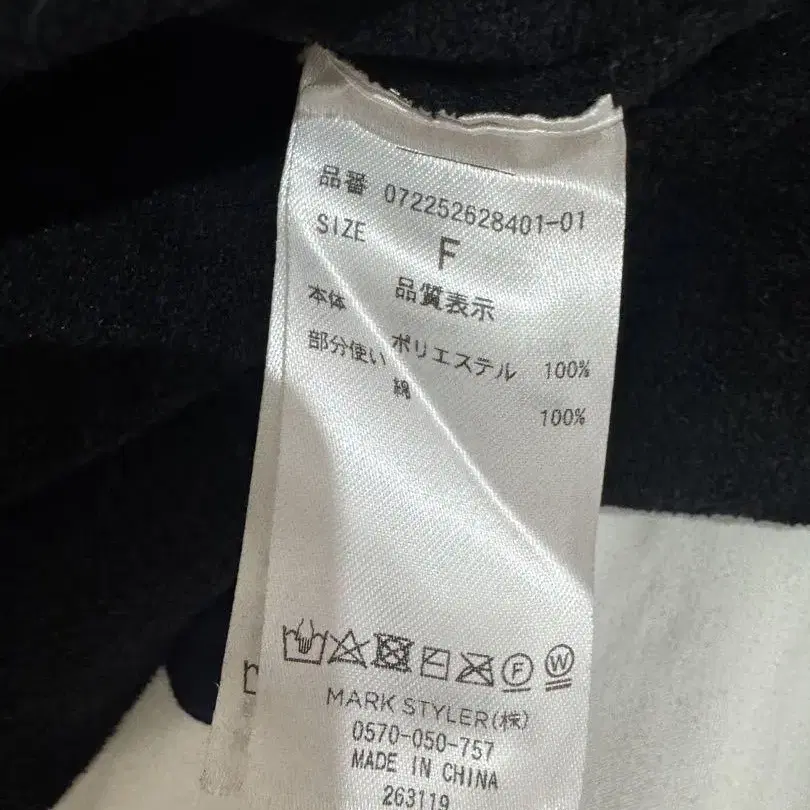 品番 072252628401-01
SIZE F
品質表示
本体 ポリエステル 100%
部分使い 綿 100%
F W
MARK STYLER(株)
0570-050-757
MADE IN CHINA
263119